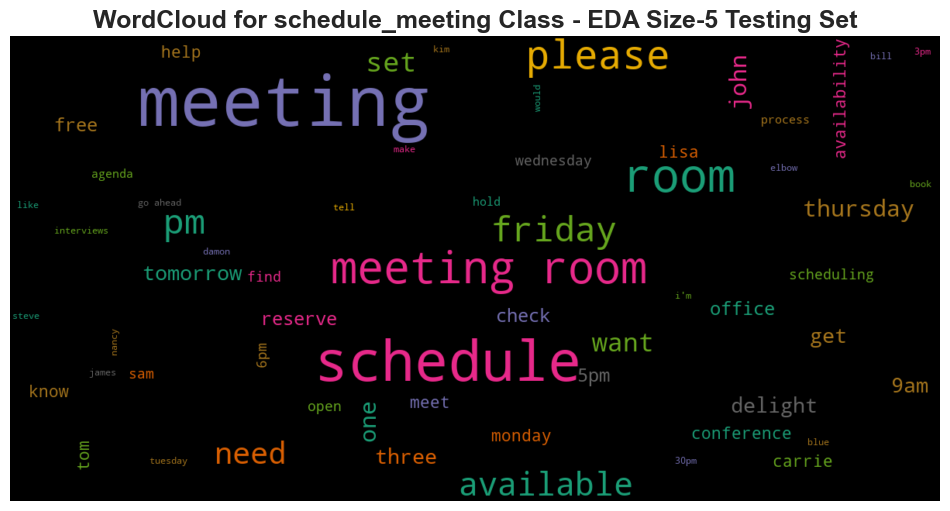 WordCloud for schedule_meeting Class - EDA Size-5 Testing Set
help
kim
set
please
john
availability
bill
3pm
meeting
would
free
process
make
wednesday
lisa
room
elbow
agenda
book
like
go ahead
tell
hold
thursday
pm
friday
interviews
damon
tomorrow
find
meeting room
scheduling
i'm
steve
reserve
check
office
nancy
6pm
schedule
want
get
james
sam
5pm
know
9am
open
meet
one
delight
tom
monday
conference
blue
need
three
tuesday
30pm
carrie
available